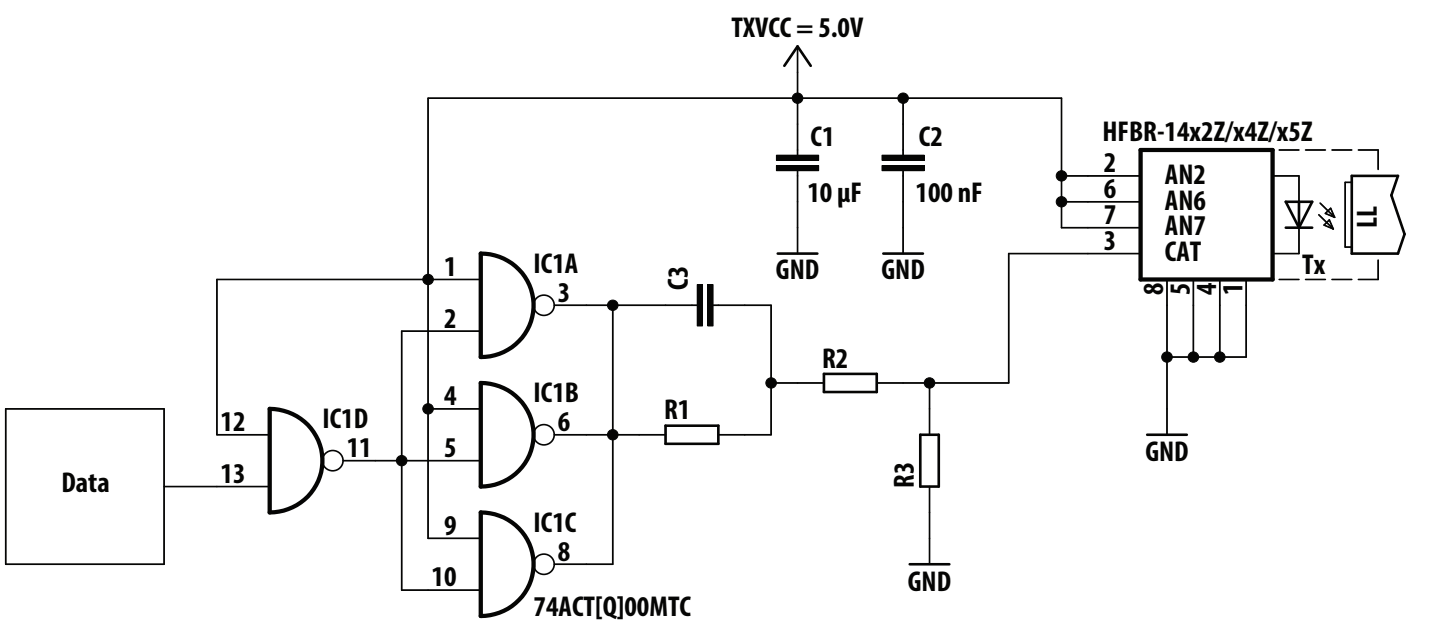 TXVCC = 5.0V
C1
10 µF
C2
100 nF
HFBR-14x2Z/x4Z/x5Z
2
6
7
3
AN2
AN6
AN7
CAT
LL
Tx
8
5
4
1
GND
GND
GND
1
2
IC1A
3
C3
4
5
IC1B
6
R1
R2
R3
GND
Data
12
13
IC1D
11
9
10
IC1C
8
74ACT[Q]00MTC